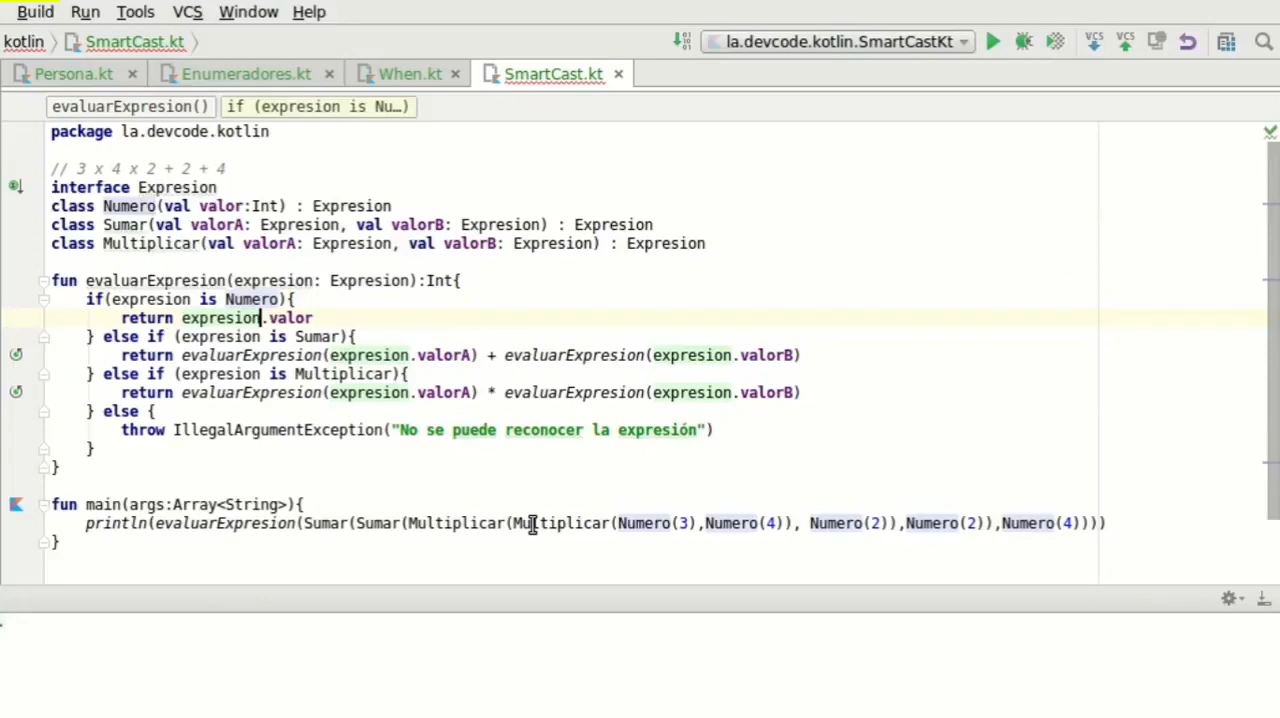 Build Run Tools VCS Window Help
kotlin SmartCast.kt la.devcode.kotlin.SmartCastKt VCS VCS
Persona.kt Enumeradores.kt When.kt SmartCast.kt
evaluarExpresion() if (expresion is Nu…)
package la.devcode.kotlin
// 3 x 4 x 2 + 2 + 4
interface Expresion
class Numero(val valor:Int) : Expresion
class Sumar(val valorA: Expresion, val valorB: Expresion) : Expresion
class Multiplicar(val valorA: Expresion, val valorB: Expresion) : Expresion
fun evaluarExpresion(expresion: Expresion):Int{
if(expresion is Numero){
return expresion.valor
} else if (expresion is Sumar){
return evaluarExpresion(expresion.valorA) + evaluarExpresion(expresion.valorB)
} else if (expresion is Multiplicar){
return evaluarExpresion(expresion.valorA) * evaluarExpresion(expresion.valorB)
} else {
throw IllegalArgumentException("No se puede reconocer la expresión")
}
}
fun main(args:Array<String>){
println(evaluarExpresion(Sumar(Sumar(Multiplicar(Multiplicar(Numero(3),Numero(4)), Numero(2)),Numero(2)),Numero(4))))
}